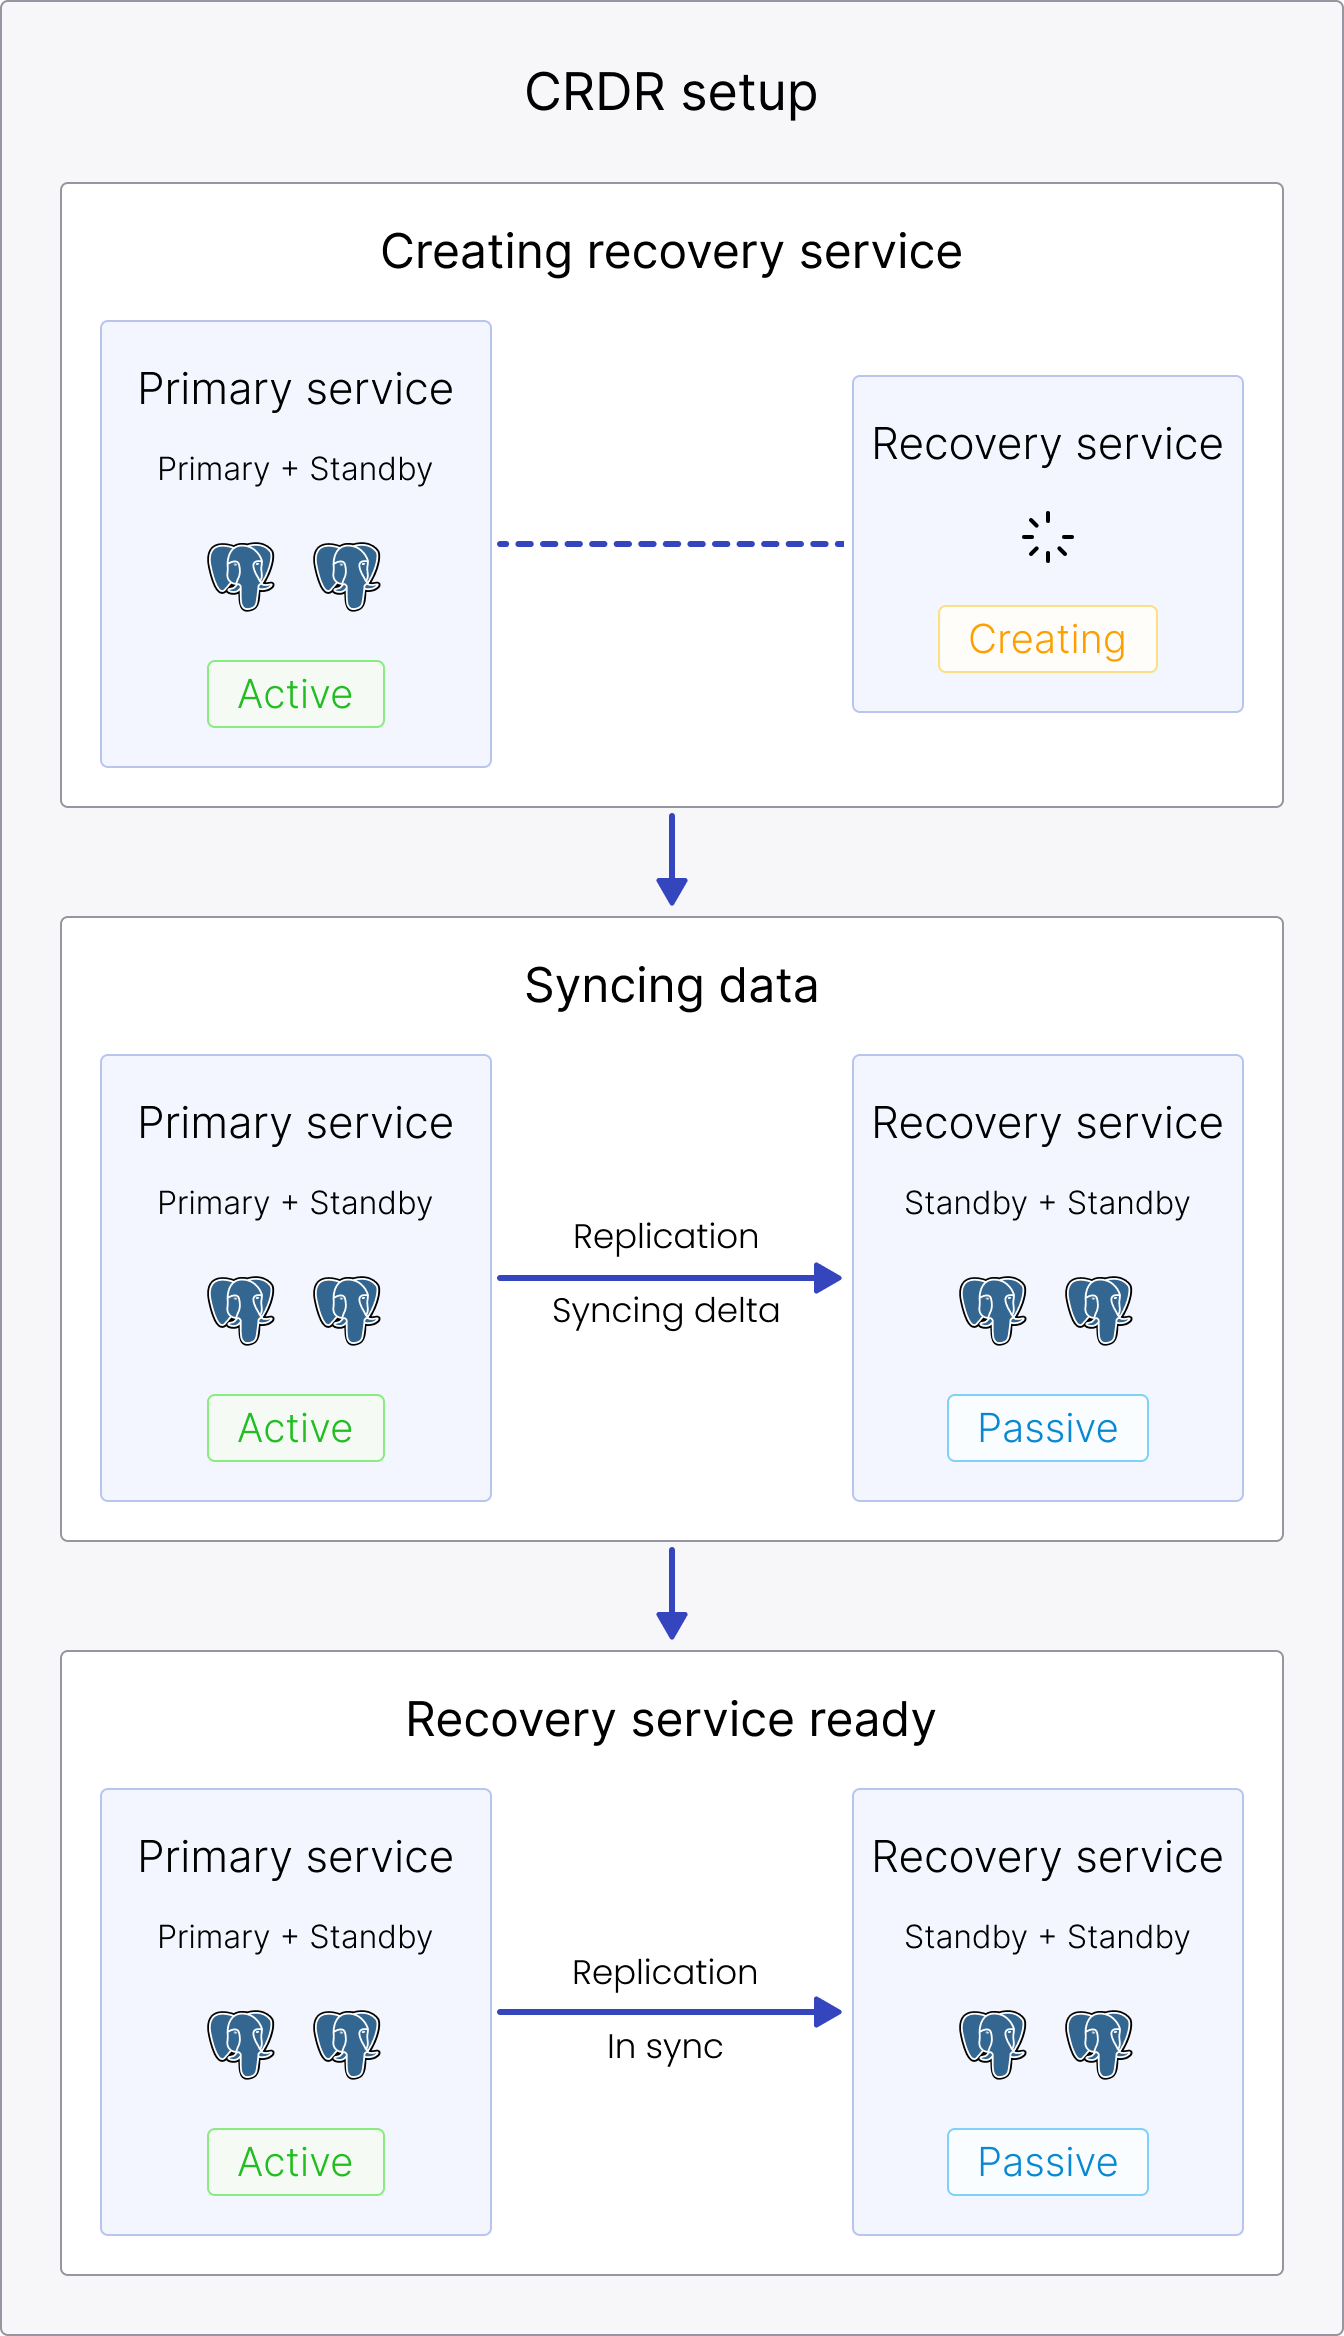 CRDR setup
Creating recovery service
Primary service
Primary + Standby
Active
Recovery service
Creating
Syncing data
Primary service
Primary + Standby
Active
Replication
Syncing delta
Recovery service
Standby + Standby
Passive
Recovery service ready
Primary service
Primary + Standby
Active
Replication
In sync
Recovery service
Standby + Standby
Passive